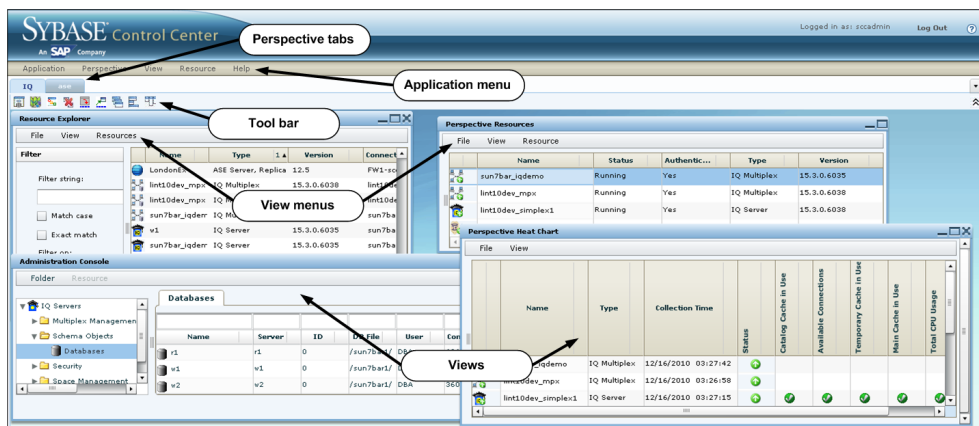 SYBASE Control Center
An SAP Company
Logged in as: sccadmin
Log Out
Perspective tabs
Application Perspective View Resource Help
Application menu
IQ ase
Tool bar
Resource Explorer
File View Resources
Filter
Filter string:
Match case
Exact match
Name Type 1 Version Connect
ASE Server, Replica 12.5 FW1-sc
lint10dev_mpx IQ Multiplex 15.3.0.6038
lint10dev_mpx
sun7bar_iqdem sun7ba
w1 IQ Server 15.3.0.6035 sun7ba
sun7bar_iqdem IQ Server 15.3.0.6035 sun7ba
View menus
Perspective Resources
File View Resource
Name Status Authentic... Type Version
sun7bar_iqdemo Running Yes IQ Multiplex 15.3.0.6035
lint10dev_mpx Running Yes IQ Multiplex 15.3.0.6038
lint10dev_simplex1 Running Yes IQ Server 15.3.0.6038
Administration Console
Folder Resource
IQ Servers
Multiplex Managemen
Schema Objects
Databases
Security
Space Management
Databases
Name Server ID DB File User Con
r1 r1 0 /sun7bar1/ DBA
w1 w1 0 /sun7bar1/
w2 w2 0 /sun7bar1/ DBA 360
Views
Perspective Heat Chart
File View
Name Type Collection Time Status Catalog Cache in Use Available Connections Temporary Cache in Use Main Cache in Use Total CPU Usage
_iqdemo IQ Multiplex 12/16/2010 03:27:42
lint10dev_mpx IQ Multiplex 12/16/2010 03:26:58
lint10dev_simplex1 IQ Server 12/16/2010 03:27:15